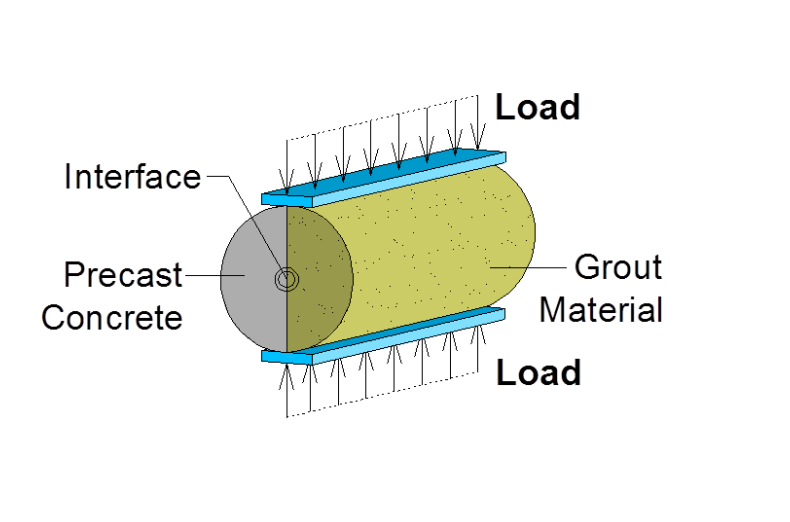 Load
Interface
Precast
Concrete
Grout
Material
Load